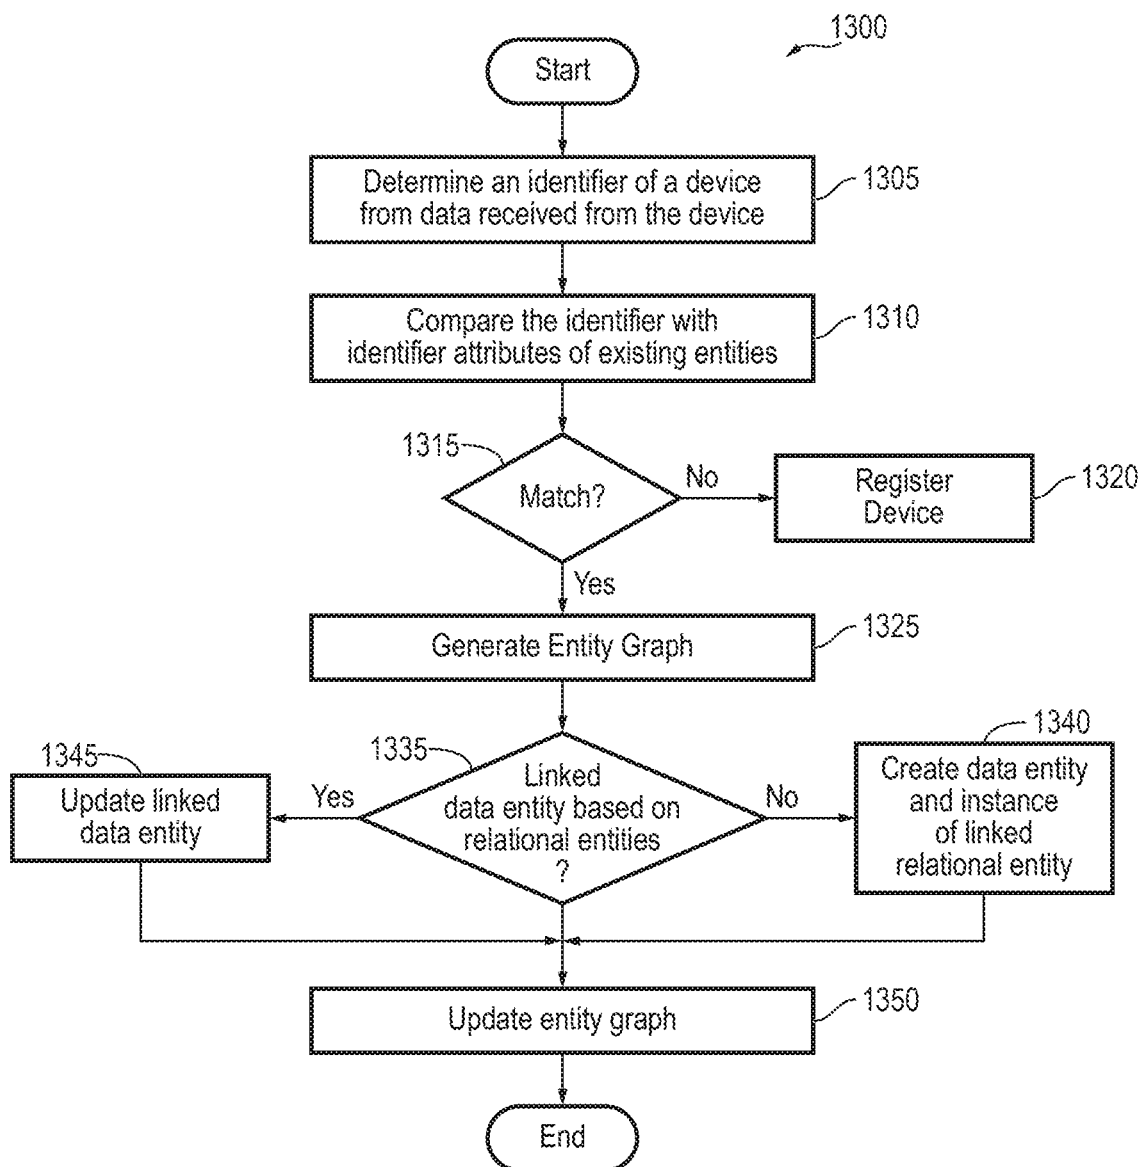 1300
Start
Determine an identifier of a device
from data received from the device
1305
Compare the identifier with
identifier attributes of existing entities
1310
1315
Match?
No
Register
Device
1320
Yes
Generate Entity Graph
1325
1345
Update linked
data entity
Yes
1335
Linked
data entity based on
relational entities
?
No
1340
Create data entity
and instance
of linked
relational entity
Update entity graph
1350
End